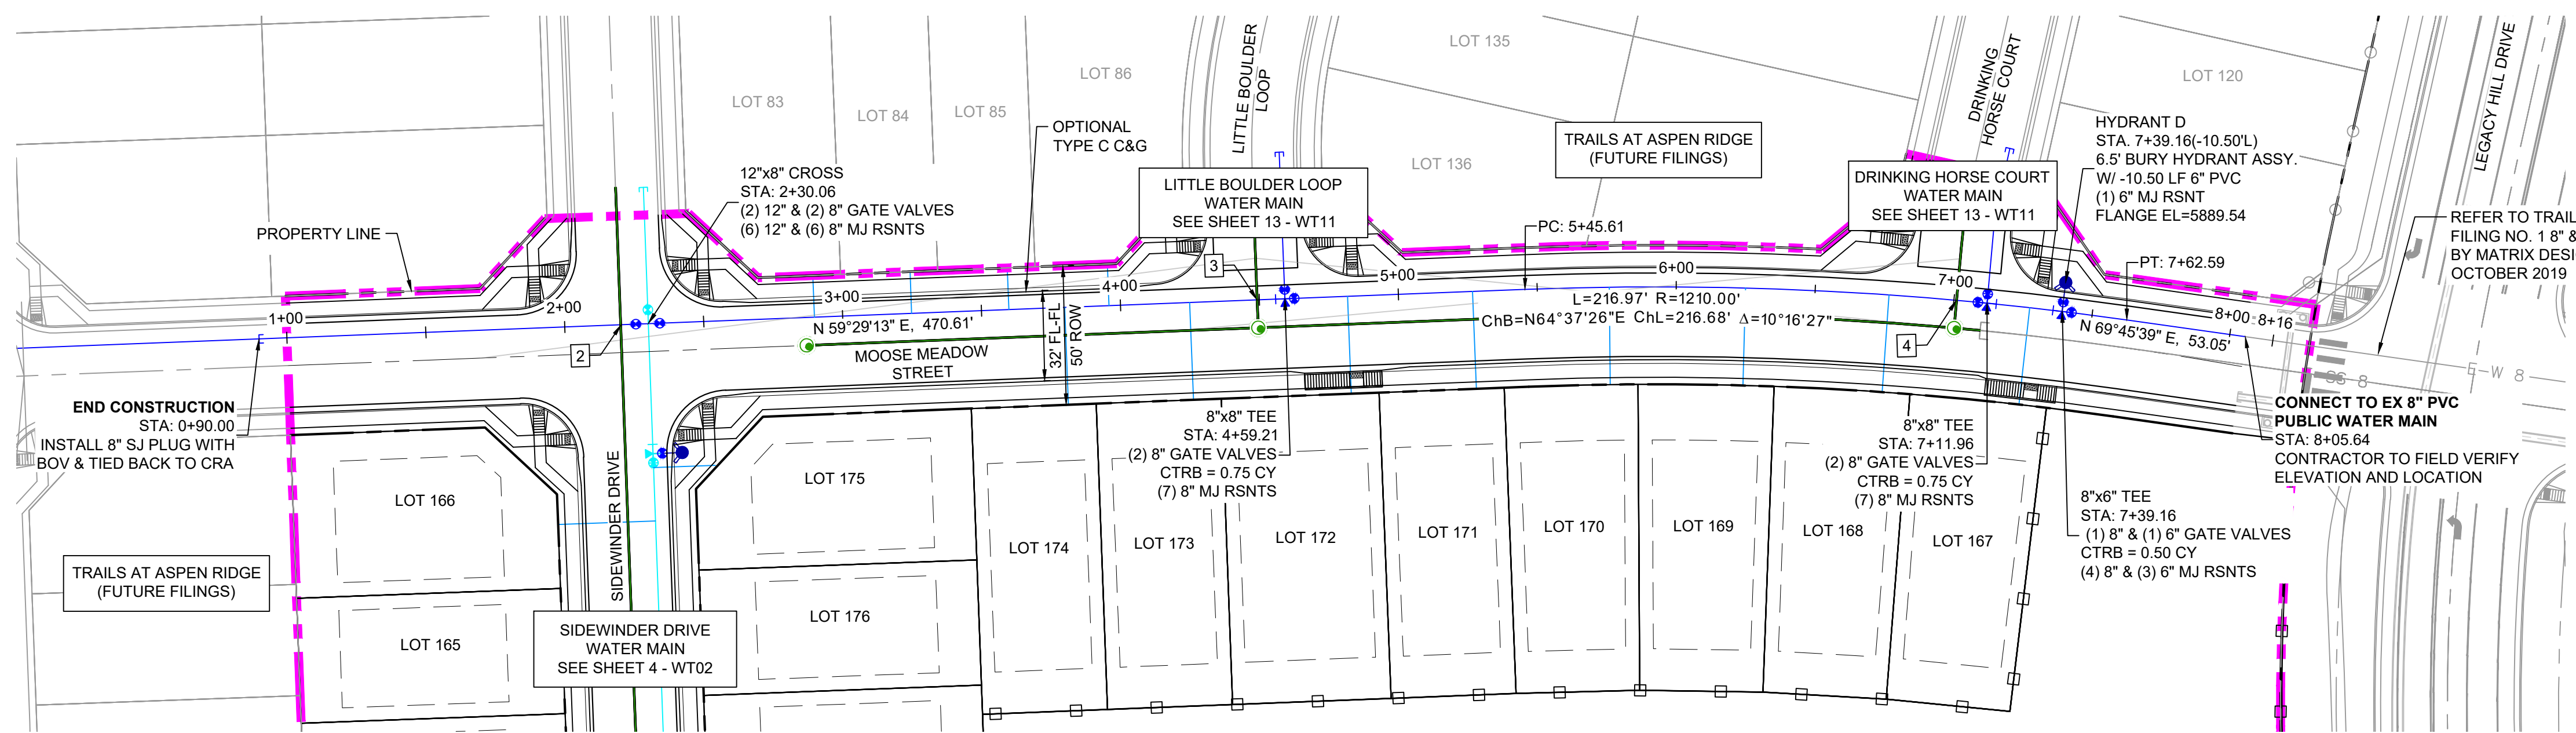 LOT 83
LOT 84
LOT 85
LOT 86
LOT 135
LOT 136
LOT 120
LITTLE BOULDER
LOOP
DRINKING
HORSE COURT
LEGACY HILL DRIVE
PROPERTY LINE
12"x8" CROSS
STA: 2+30.06
(2) 12" & (2) 8" GATE VALVES
(6) 12" & (6) 8" MJ RSNTS
OPTIONAL
TYPE C C&G
LITTLE BOULDER LOOP
WATER MAIN
SEE SHEET 13 - WT11
TRAILS AT ASPEN RIDGE
(FUTURE FILINGS)
DRINKING HORSE COURT
WATER MAIN
SEE SHEET 13 - WT11
HYDRANT D
STA. 7+39.16(-10.50'L)
6.5' BURY HYDRANT ASSY.
W/ -10.50 LF 6" PVC
(1) 6" MJ RSNT
FLANGE EL=5889.54
REFER TO TRAIL
FILING NO. 1 8" &
BY MATRIX DESI
OCTOBER 2019
PC: 5+45.61
PT: 7+62.59
1+00
2+00
3+00
4+00
5+00
6+00
7+00
8+00
8+16
2
3
4
N 59°29'13" E, 470.61'
MOOSE MEADOW
STREET
32' FL-FL
50' ROW
L=216.97' R=1210.00'
ChB=N64°37'26"E ChL=216.68' Δ=10°16'27"
N 69°45'39" E, 53.05'
E-W 8
SS 8
END CONSTRUCTION
STA: 0+90.00
INSTALL 8" SJ PLUG WITH
BOV & TIED BACK TO CRA
8"x8" TEE
STA: 4+59.21
(2) 8" GATE VALVES
CTRB = 0.75 CY
(7) 8" MJ RSNTS
8"x8" TEE
STA: 7+11.96
(2) 8" GATE VALVES
CTRB = 0.75 CY
(7) 8" MJ RSNTS
CONNECT TO EX 8" PVC
PUBLIC WATER MAIN
STA: 8+05.64
CONTRACTOR TO FIELD VERIFY
ELEVATION AND LOCATION
8"x6" TEE
STA: 7+39.16
(1) 8" & (1) 6" GATE VALVES
CTRB = 0.50 CY
(4) 8" & (3) 6" MJ RSNTS
SIDEWINDER DRIVE
LOT 166
LOT 165
LOT 175
LOT 176
LOT 174
LOT 173
LOT 172
LOT 171
LOT 170
LOT 169
LOT 168
LOT 167
TRAILS AT ASPEN RIDGE
(FUTURE FILINGS)
SIDEWINDER DRIVE
WATER MAIN
SEE SHEET 4 - WT02